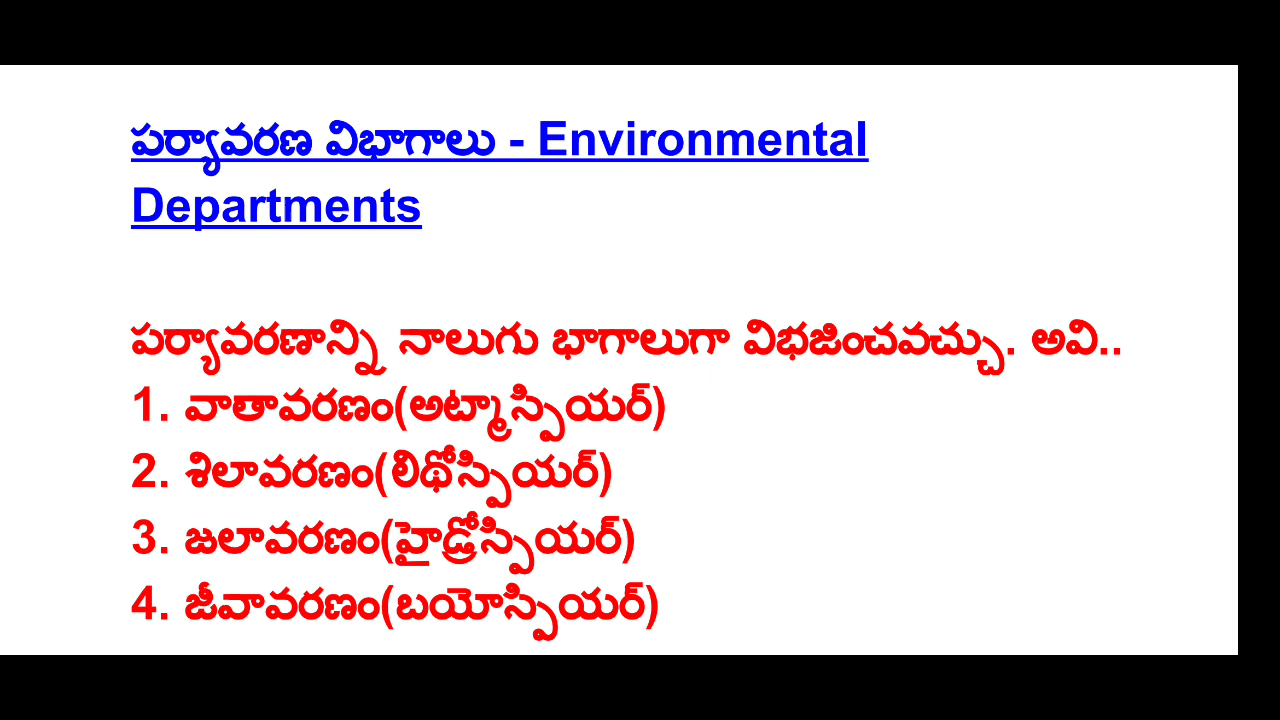 పర్యావరణ విభాగాలు - Environmental
Departments
పర్యావరణాన్ని నాలుగు భాగాలుగా విభజించవచ్చు. అవి..
1. వాతావరణం(అట్మాస్పియర్)
2. శిలావరణం(లిథోస్పియర్)
3. జలావరణం(హైడ్రోస్పియర్)
4. జీవావరణం(బయోస్పియర్)